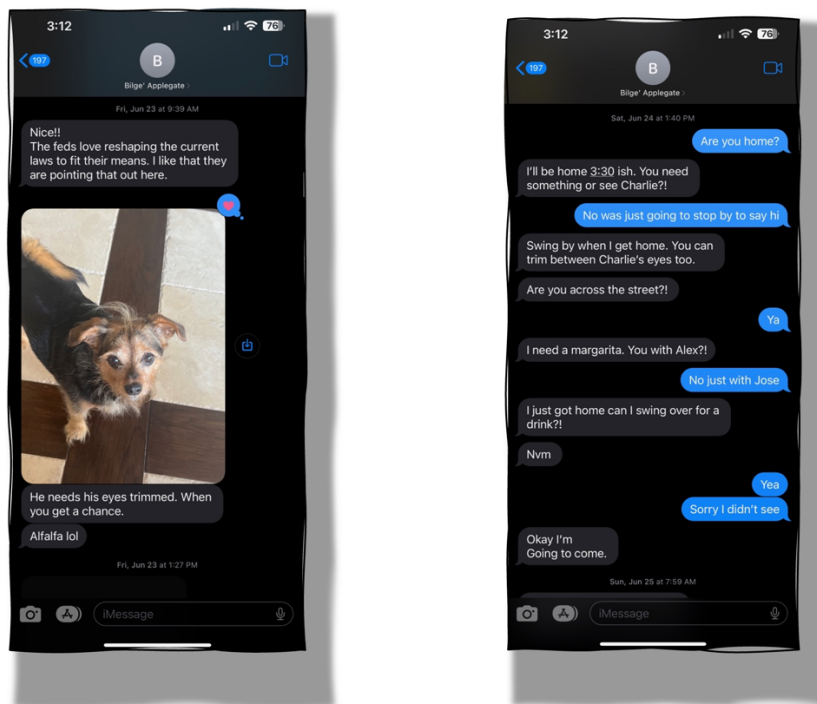 3:12
76
197
B
Bilge' Applegate
Fri, Jun 23 at 9:39 AM
Nice!!
The feds love reshaping the current
laws to fit their means. I like that they
are pointing that out here.
He needs his eyes trimmed. When
you get a chance.
Alfalfa lol
Fri, Jun 23 at 1:27 PM
iMessage
3:12
76
197
B
Bilge' Applegate
Sat, Jun 24 at 1:40 PM
Are you home?
I'll be home 3:30 ish. You need
something or see Charlie?!
No was just going to stop by to say hi
Swing by when I get home. You can
trim between Charlie's eyes too.
Are you across the street?!
Ya
I need a margarita. You with Alex?!
No just with Jose
I just got home can I swing over for a
drink?!
Nvm
Yea
Sorry I didn't see
Okay I'm
Going to come.
Sun, Jun 25 at 7:59 AM
iMessage